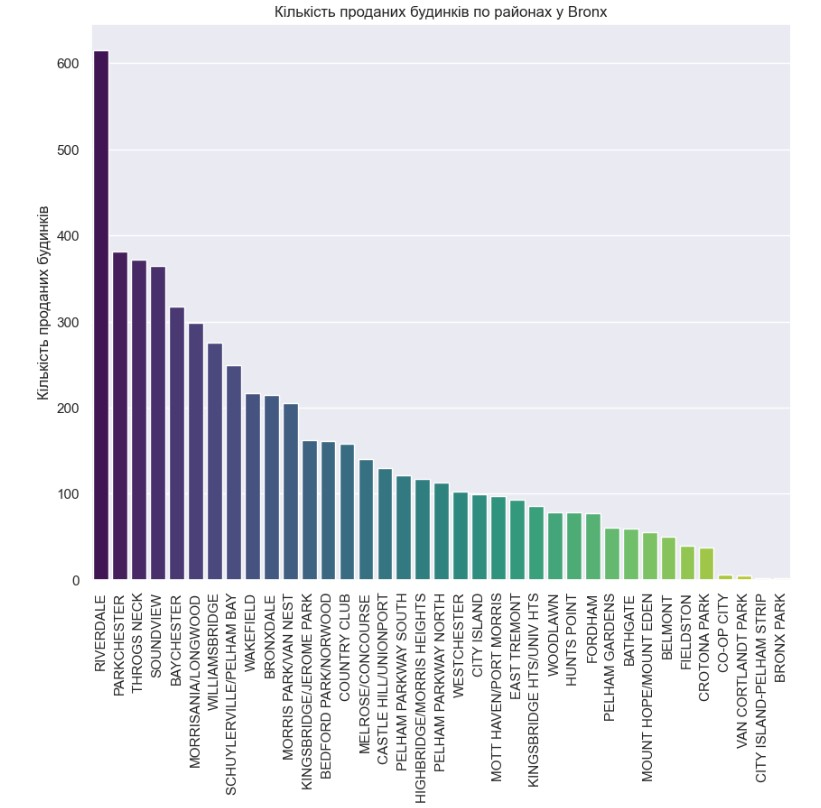 Кількість проданих будинків по районах у Bronx
Кількість проданих будинків
600
500
400
300
200
100
0
RIVERDALE
PARKCHESTER
THROGS NECK
SOUNDVIEW
BAYCHESTER
MORRISANIA/LONGWOOD
WILLIAMSBRIDGE
SCHUYLERVILLE/PELHAM BAY
WAKEFIELD
BRONXDALE
MORRIS PARK/VAN NEST
KINGSBRIDGE/JEROME PARK
BEDFORD PARK/NORWOOD
COUNTRY CLUB
MELROSE/CONCOURSE
CASTLE HILL/UNIONPORT
PELHAM PARKWAY SOUTH
HIGHBRIDGE/MORRIS HEIGHTS
PELHAM PARKWAY NORTH
WESTCHESTER
CITY ISLAND
MOTT HAVEN/PORT MORRIS
EAST TREMONT
KINGSBRIDGE HTS/UNIV HTS
WOODLAWN
HUNTS POINT
FORDHAM
PELHAM GARDENS
BATHGATE
MOUNT HOPE/MOUNT EDEN
BELMONT
FIELDSTON
CROTONA PARK
CO-OP CITY
VAN CORTLANDT PARK
CITY ISLAND-PELHAM STRIP
BRONX PARK